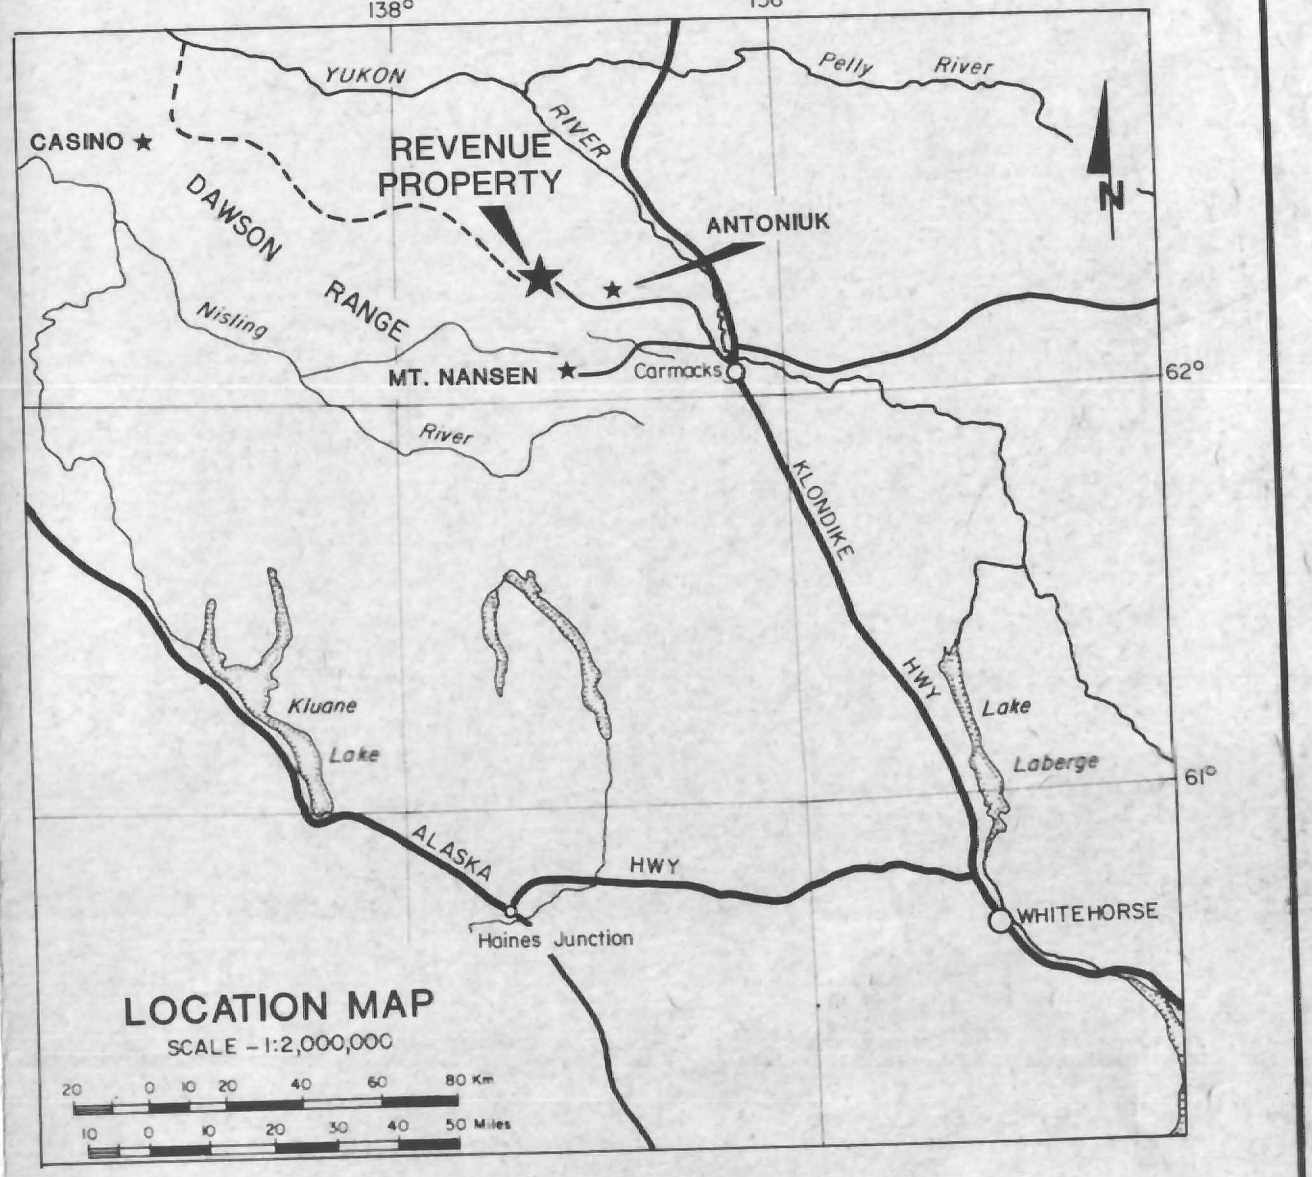 138°
YUKON
Pelly River
RIVER
CASINO
REVENUE
PROPERTY
N
DAWSON
ANTONIUK
RANGE
Nisling
MT. NANSEN
Carmacks
62°
River
KLONDIKE
HWY
Kluane
Lake
Lake
Laberge
61°
ALASKA
HWY
WHITEHORSE
Haines Junction
LOCATION MAP
SCALE - 1:2,000,000
20 0 10 20 40 60 80 Km
10 0 10 20 30 40 50 Miles